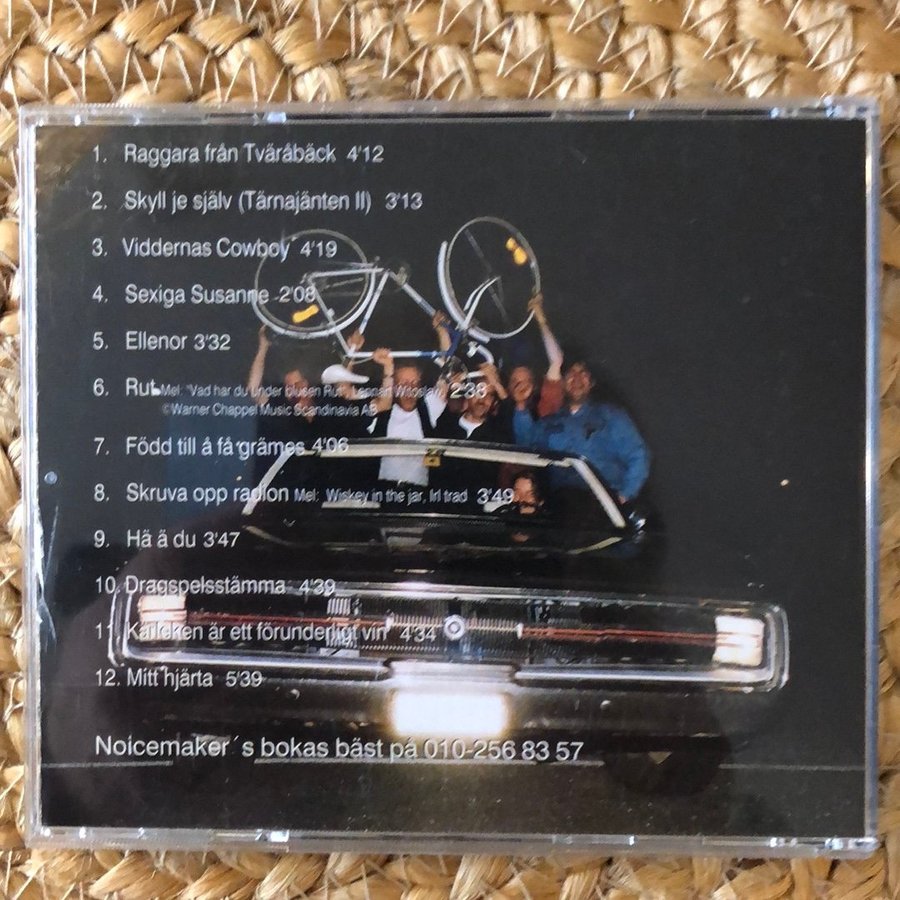 1. Raggara från Tväråbäck 4'12
2. Skyll je själv (Tärnajänten II) 3'13
3. Viddernas Cowboy 4'19
4. Sexiga Susanne 2'08
5. Ellenor 3'32
6. Rut Mel: "Vad har du under blusen Rut", Lennart 2'38
©Warner Chappel Music Scandinavia AB
7. Född till å få grämes 4'06
8. Skruva opp radion Mel: Wiskey in the jar, Irl trad 3'49
9. Hä ä du 3'47
10. Dragspelsstämma 4'39
11. Kärleken är ett förunderligt vin 4'34
12. Mitt hjärta 5'39
Noicemaker´s bokas bäst på 010-256 83 57